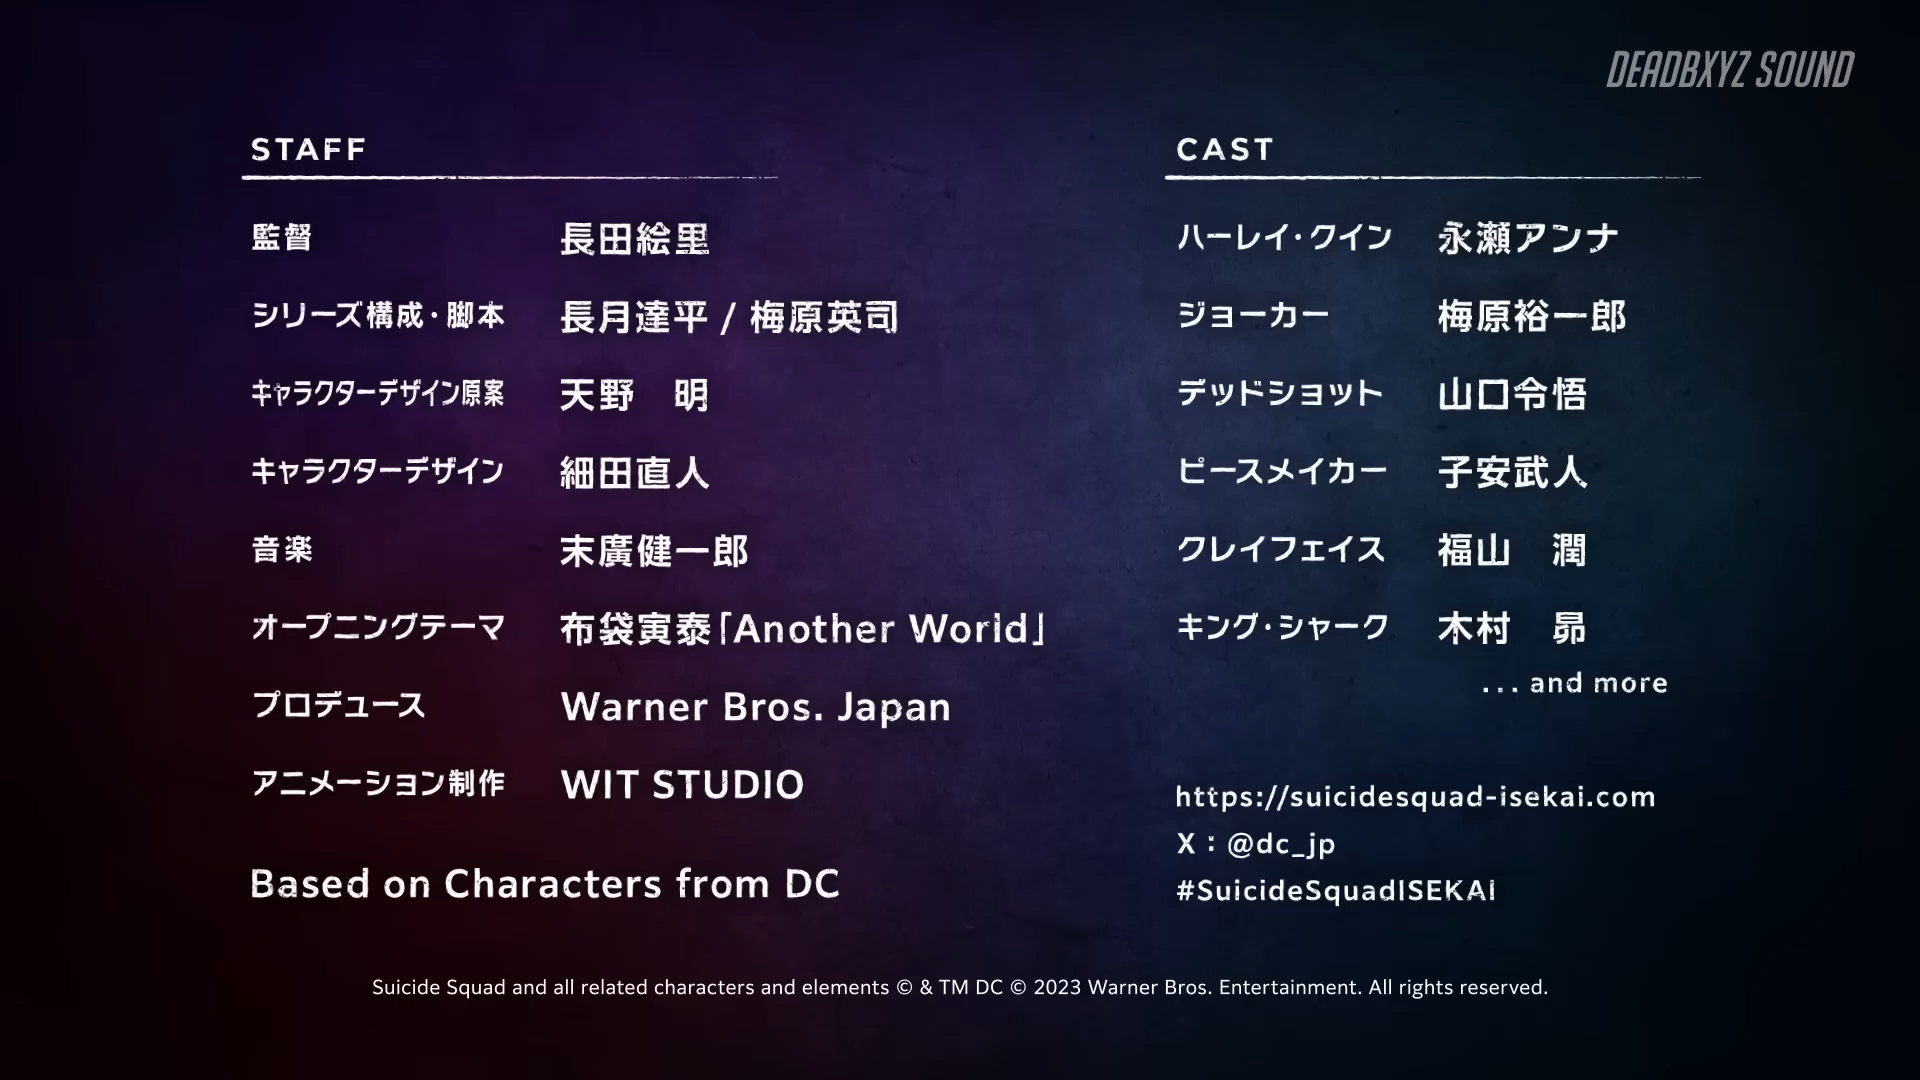 DEADBXYZ SOUND
STAFF
監督 長田絵里
シリーズ構成・脚本 長月達平 / 梅原英司
キャラクターデザイン原案 天野　明
キャラクターデザイン 細田直人
音楽 末廣健一郎
オープニングテーマ 布袋寅泰「Another World」
プロデュース Warner Bros. Japan
アニメーション制作 WIT STUDIO
Based on Characters from DC
CAST
ハーレイ・クイン 永瀬アンナ
ジョーカー 梅原裕一郎
デッドショット 山口令悟
ピースメイカー 子安武人
クレイフェイス 福山　潤
キング・シャーク 木村　昴
... and more
https://suicidesquad-isekai.com
X：@dc_jp
#SuicideSquadISEKAI
Suicide Squad and all related characters and elements © & TM DC © 2023 Warner Bros. Entertainment. All rights reserved.